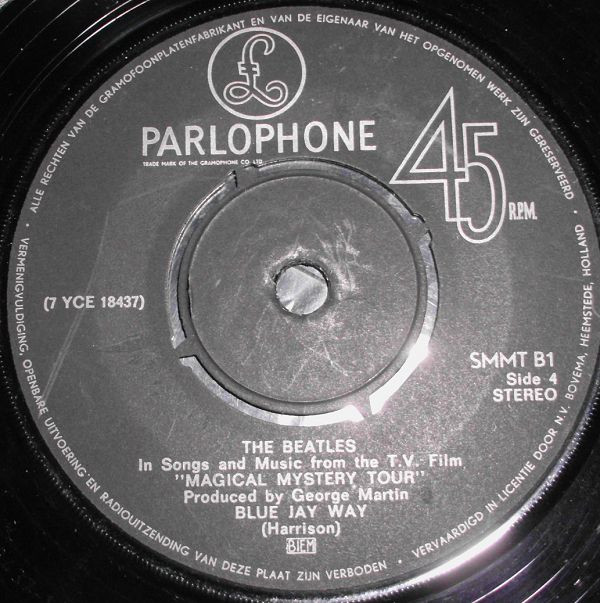 ALLE RECHTEN VAN DE GRAMOFOONPLATENFABRIKANT EN VAN DE EIGENAAR VAN HET OPGENOMEN WERK ZIJN GERESERVEERD
£
PARLOPHONE
TRADE MARK OF THE GRAMOPHONE CO. LTD.
45 R.P.M.
(7 YCE 18437)
SMMT B1
Side 4
STEREO
THE BEATLES
In Songs and Music from the T.V. Film
"MAGICAL MYSTERY TOUR"
Produced by George Martin
BLUE JAY WAY
(Harrison)
BIEM
VERMENIGVULDIGING, OPENBARE UITVOERING EN RADIOUITZENDING VAN DEZE PLAAT ZIJN VERBODEN
VERVAARDIGD IN LICENTIE DOOR N.V. BOVEMA, HEEMSTEDE, HOLLAND